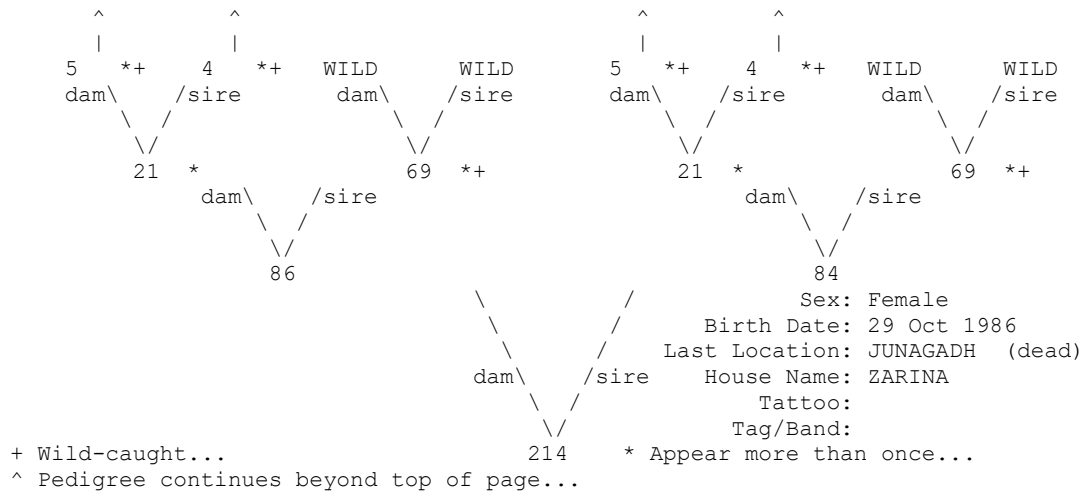 ^ ^ ^ ^
| | | |
5 *+ 4 *+ WILD WILD 5 *+ 4 *+ WILD WILD
dam\ /sire dam\ /sire dam\ /sire dam\ /sire
\ / \ / \ / \ /
\/ \/ \/ \/
21 * 69 *+ 21 * 69 *+
dam\ /sire dam\ /sire
\ / \ /
\/ \/
86 84
\ / Sex: Female
\ / Birth Date: 29 Oct 1986
\ / Last Location: JUNAGADH (dead)
dam\ /sire House Name: ZARINA
\ / Tattoo:
\/ Tag/Band:
+ Wild-caught... 214 * Appear more than once...
^ Pedigree continues beyond top of page...